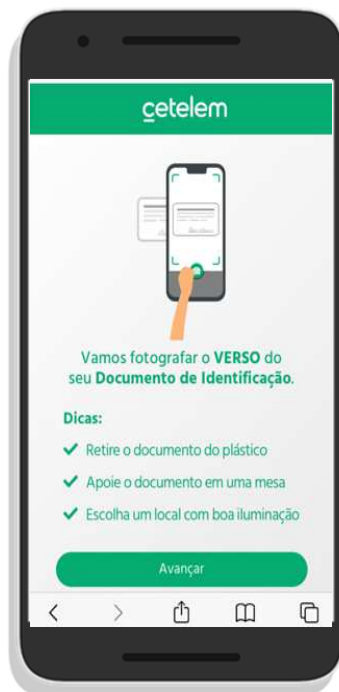 cetelem
Vamos fotografar o VERSO do
seu Documento de Identificação.
Dicas:
Retire o documento do plástico
Apoie o documento em uma mesa
Escolha um local com boa iluminação
Avançar